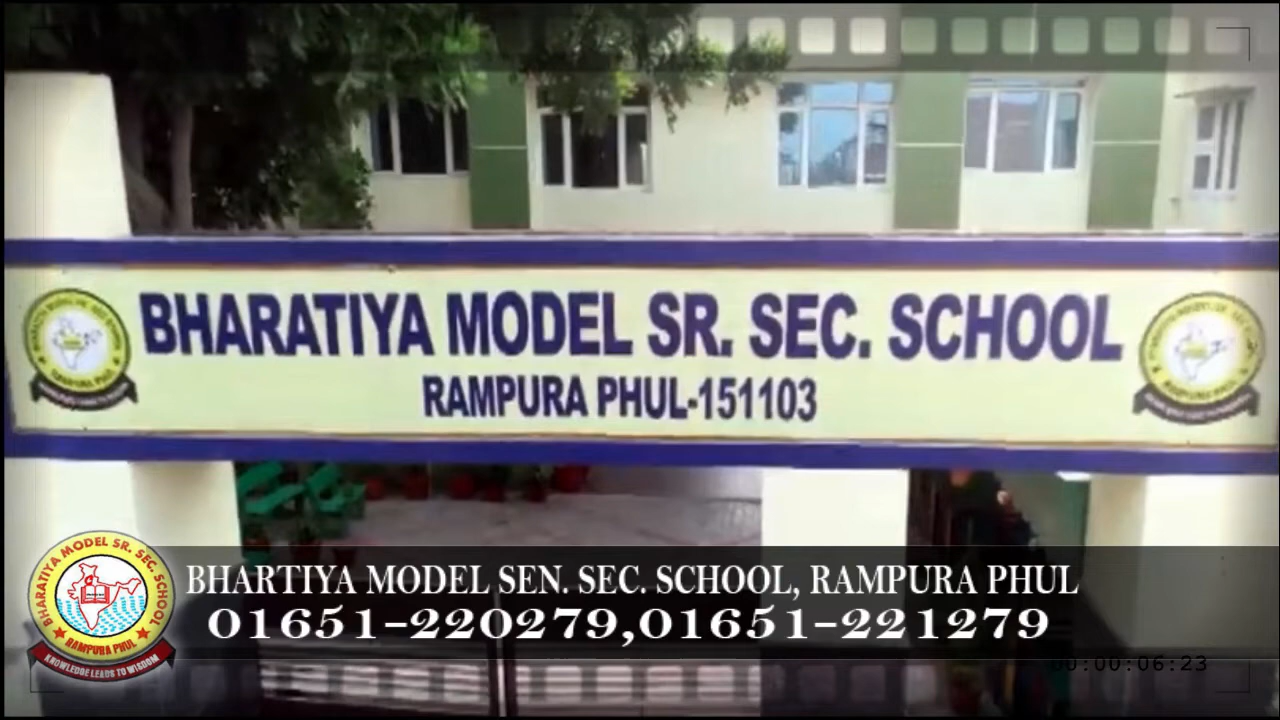 BHARATIYA MODEL SR. SEC. SCHOOL
RAMPURA PHUL-151103
BHARATIYA MODEL SR. SEC. SCHOOL
RAMPURA PHUL
KNOWLEDGE LEADS TO WISDOM
BHARTIYA MODEL SEN. SEC. SCHOOL, RAMPURA PHUL
01651-220279,01651-221279
00:00:06:23